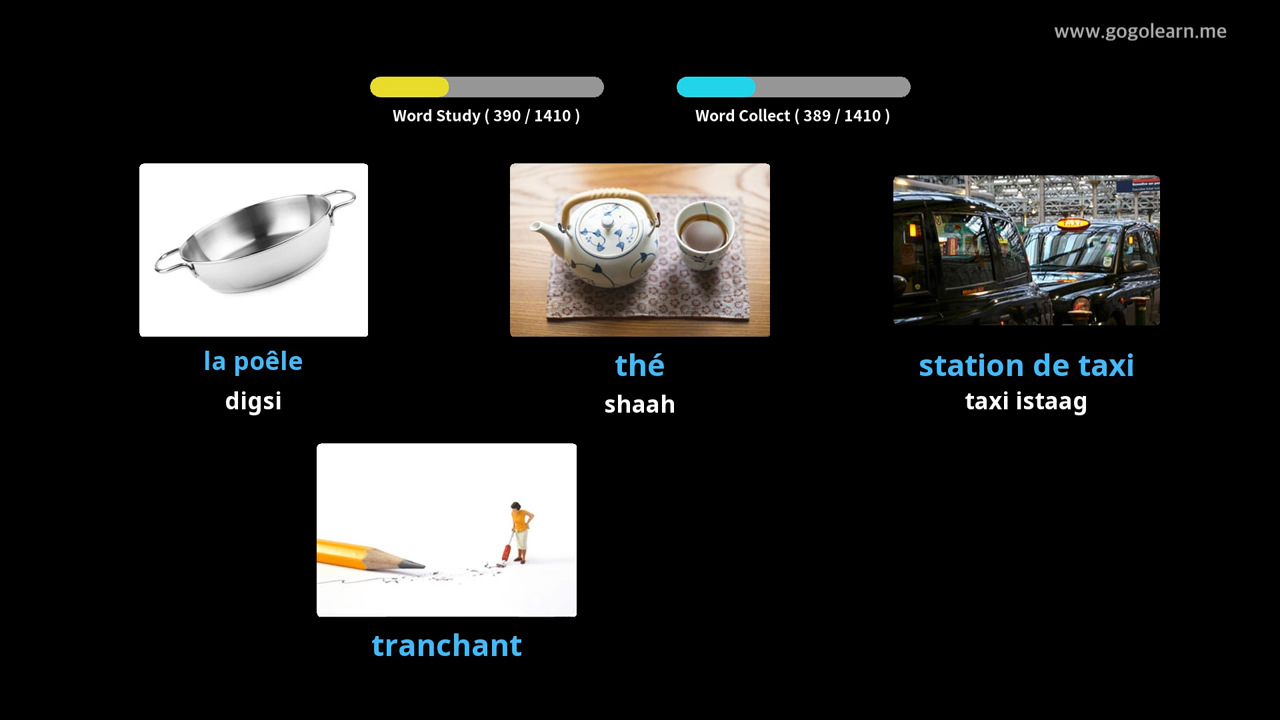 www.gogolearn.me
Word Study ( 390 / 1410 )
Word Collect ( 389 / 1410 )
la poêle
digsi
thé
shaah
station de taxi
taxi istaag
tranchant